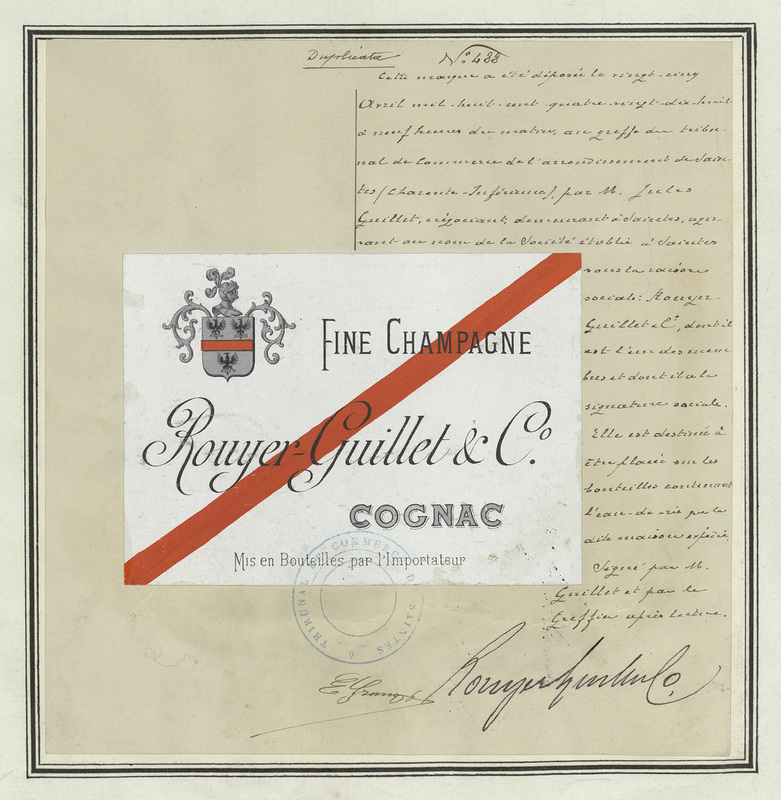 Duplicata
N° 488
Cette marque a été déposée le vingt-cinq
Avril mil-huit-cent-quatre-vingt-dix-huit
à neuf heures du matin, au greffe du tribu-
nal de Commerce de l'arrondissement de Sain-
tes (Charente-Inférieure), par M. Jules
Guillet, négociant, demeurant à Saintes, agis-
sant au nom de la Société établie à Saintes
sous la raison
sociale: Rouyer-
Guillet & Cie, dont il
est l'un des mem
bres et dont il a la
signature sociale.
Elle est destinée à
être placée sur les
bouteilles contenant
l'eau-de-vie par la
dite maison expédiée.
Signé par M.
Guillet et par le
Greffier après lecture.
FINE CHAMPAGNE
Rouyer-Guillet & Co.
COGNAC
Mis en Bouteilles par l'Importateur
TRIBUNAL DE COMMERCE DE SAINTES
Rouyer Guillet Co.